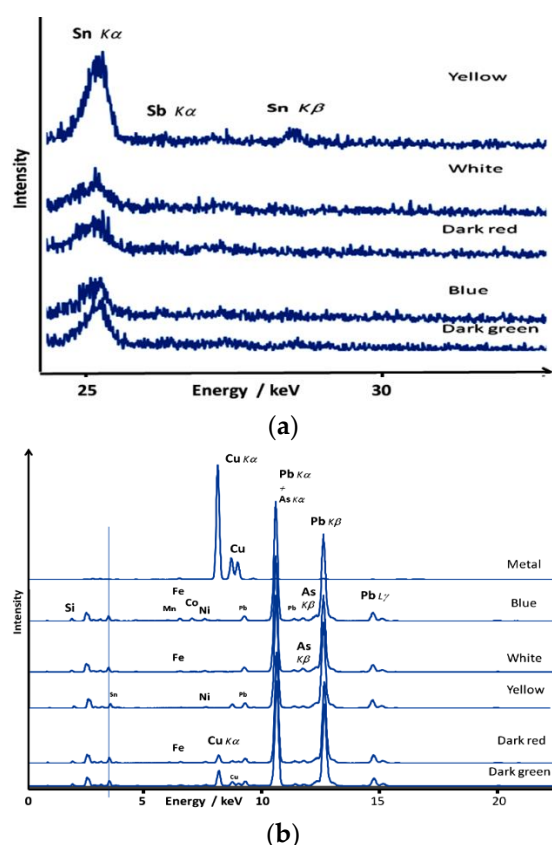 Sn Kα
Sb Kα
Sn Kβ
Yellow
White
Dark red
Blue
Dark green
Intensity
25
Energy / keV
30
(a)
Cu Kα
Pb Kα
+
As Kα
Cu
Pb Kβ
Metal
Fe
Si
Mn
Co
Ni
Pb
Pb
As
Kβ
Pb Lγ
Blue
Fe
As
Kβ
White
Sn
Ni
Pb
Yellow
Fe
Cu Kα
Dark red
Cu
Dark green
Intensity
0
5
Energy / keV
10
15
20
(b)